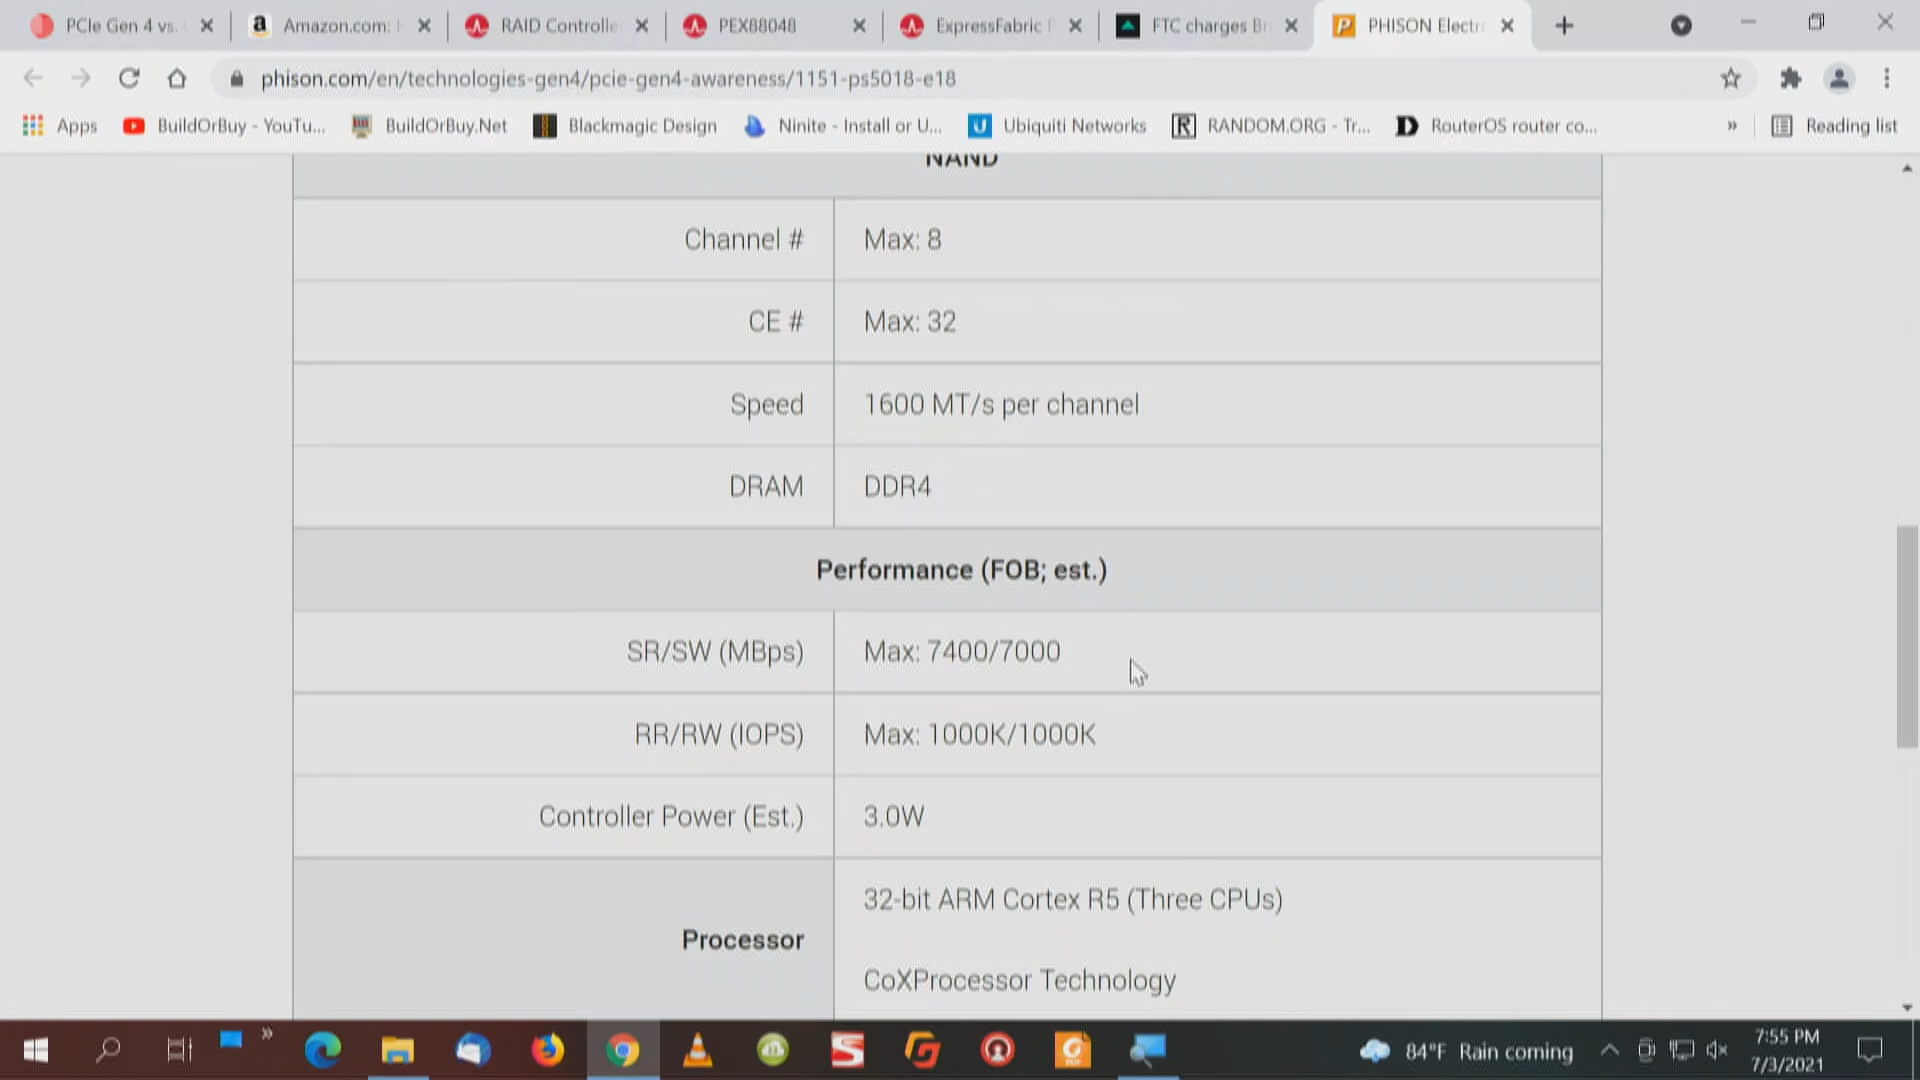 PCIe Gen 4 vs.
Amazon.com:
RAID Controlle
PEX88048
ExpressFabric P
FTC charges Br
PHISON Electr
phison.com/en/technologies-gen4/pcie-gen4-awareness/1151-ps5018-e18
Apps
BuildOrBuy - YouTu...
BuildOrBuy.Net
Blackmagic Design
Ninite - Install or U...
Ubiquiti Networks
RANDOM.ORG - Tr...
RouterOS router co...
»
Reading list
NAND
Channel # Max: 8
CE # Max: 32
Speed 1600 MT/s per channel
DRAM DDR4
Performance (FOB; est.)
SR/SW (MBps) Max: 7400/7000
RR/RW (IOPS) Max: 1000K/1000K
Controller Power (Est.) 3.0W
Processor 32-bit ARM Cortex R5 (Three CPUs)
CoXProcessor Technology
84°F Rain coming
7:55 PM
7/3/2021